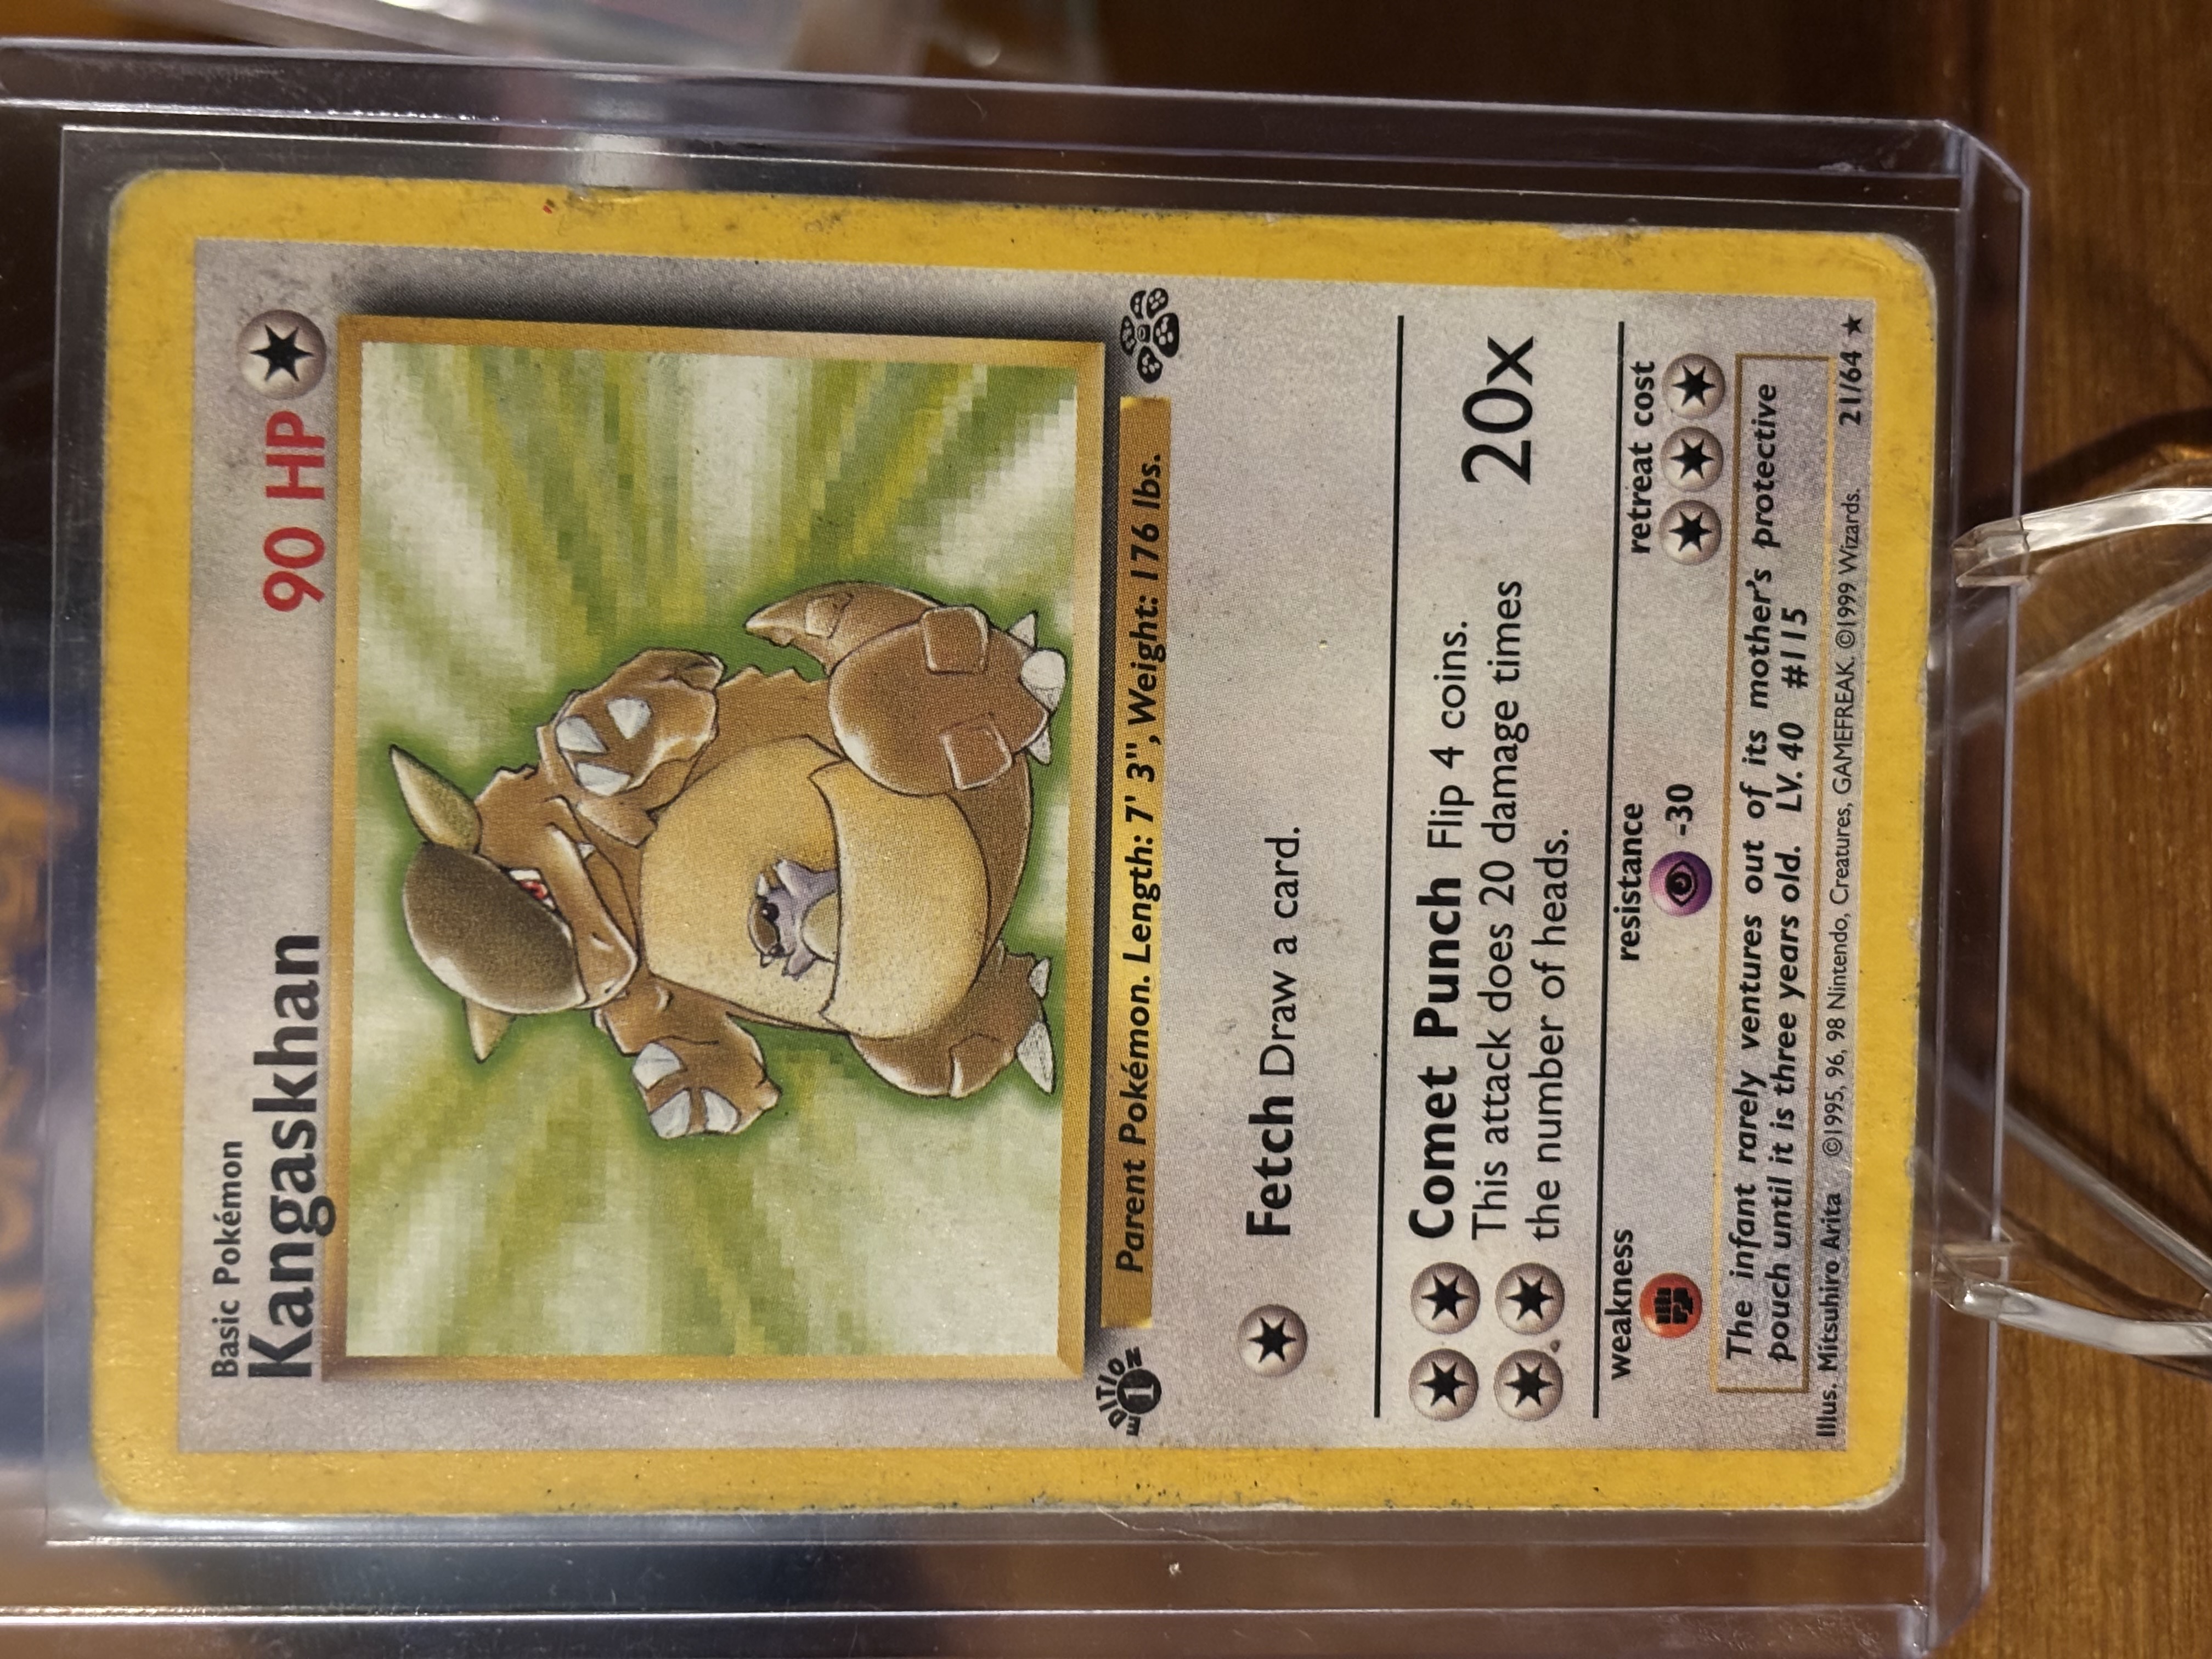 Basic Pokémon
Kangaskhan 90 HP
EDITION
1
Parent Pokémon. Length: 7' 3", Weight: 176 lbs.
Fetch Draw a card.
Comet Punch Flip 4 coins.
This attack does 20 damage times
the number of heads.
20x
weakness resistance retreat cost
-30
The infant rarely ventures out of its mother's protective
pouch until it is three years old. LV. 40 #115
Illus. Mitsuhiro Arita ©1995, 96, 98 Nintendo, Creatures, GAMEFREAK. ©1999 Wizards. 21/64 ★